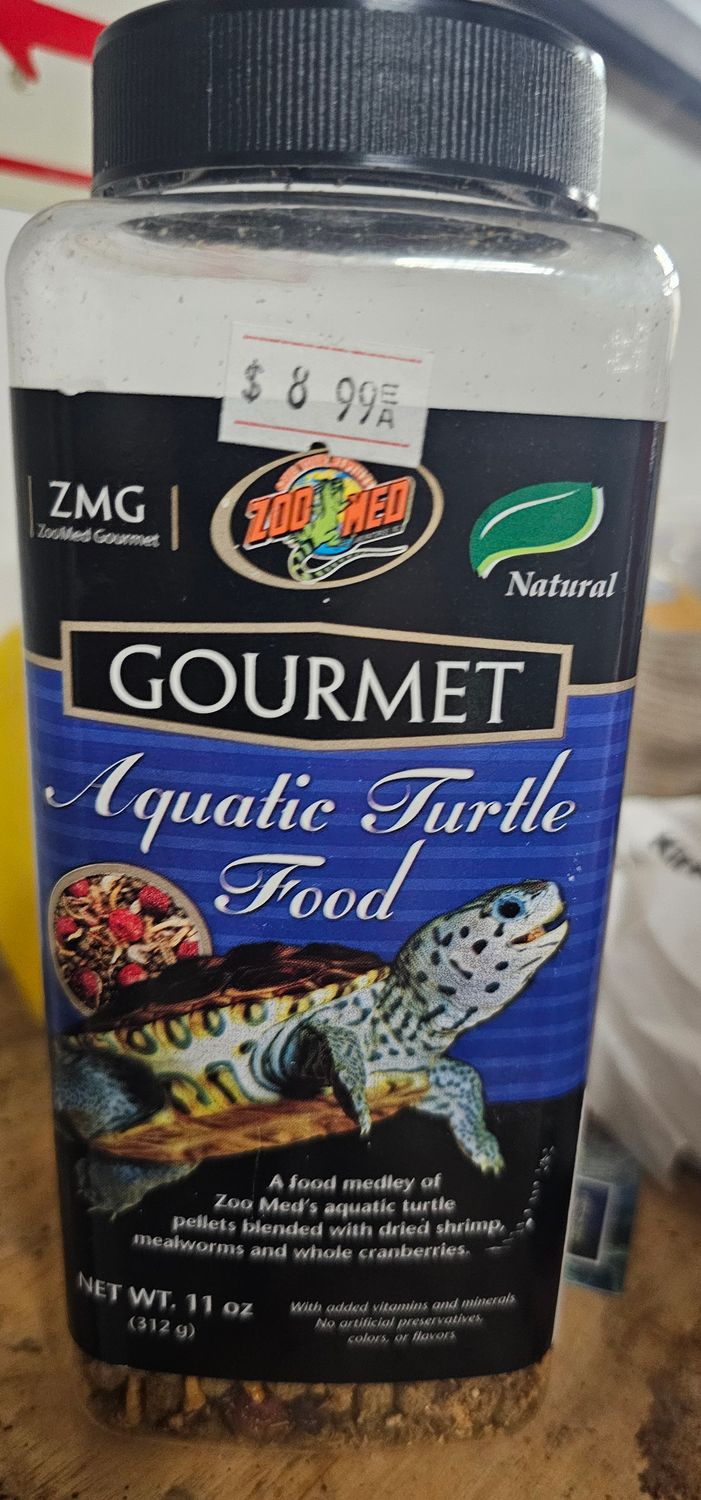 $ 8 99 EA
ZMG
ZooMed Gourmet
ZOO MED
Natural
GOURMET
Aquatic Turtle
Food
A food medley of
Zoo Med's aquatic turtle
pellets blended with dried shrimp,
mealworms and whole cranberries.
NET WT. 11 oz
(312 g)
With added vitamins and minerals
No artificial preservatives,
colors, or flavors